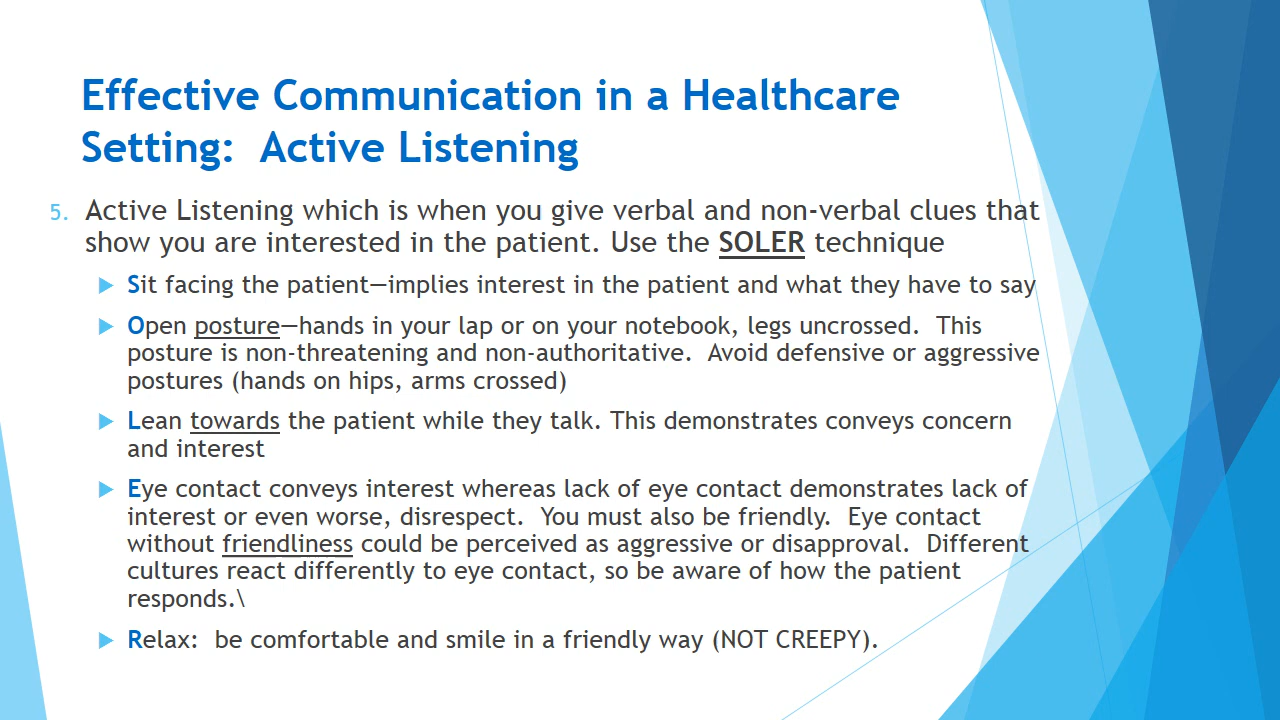 Effective Communication in a Healthcare
Setting:  Active Listening
5. Active Listening which is when you give verbal and non-verbal clues that
show you are interested in the patient. Use the SOLER technique
Sit facing the patient—implies interest in the patient and what they have to say
Open posture—hands in your lap or on your notebook, legs uncrossed.  This
posture is non-threatening and non-authoritative.  Avoid defensive or aggressive
postures (hands on hips, arms crossed)
Lean towards the patient while they talk. This demonstrates conveys concern
and interest
Eye contact conveys interest whereas lack of eye contact demonstrates lack of
interest or even worse, disrespect.  You must also be friendly.  Eye contact
without friendliness could be perceived as aggressive or disapproval.  Different
cultures react differently to eye contact, so be aware of how the patient
responds.\
Relax:  be comfortable and smile in a friendly way (NOT CREEPY).